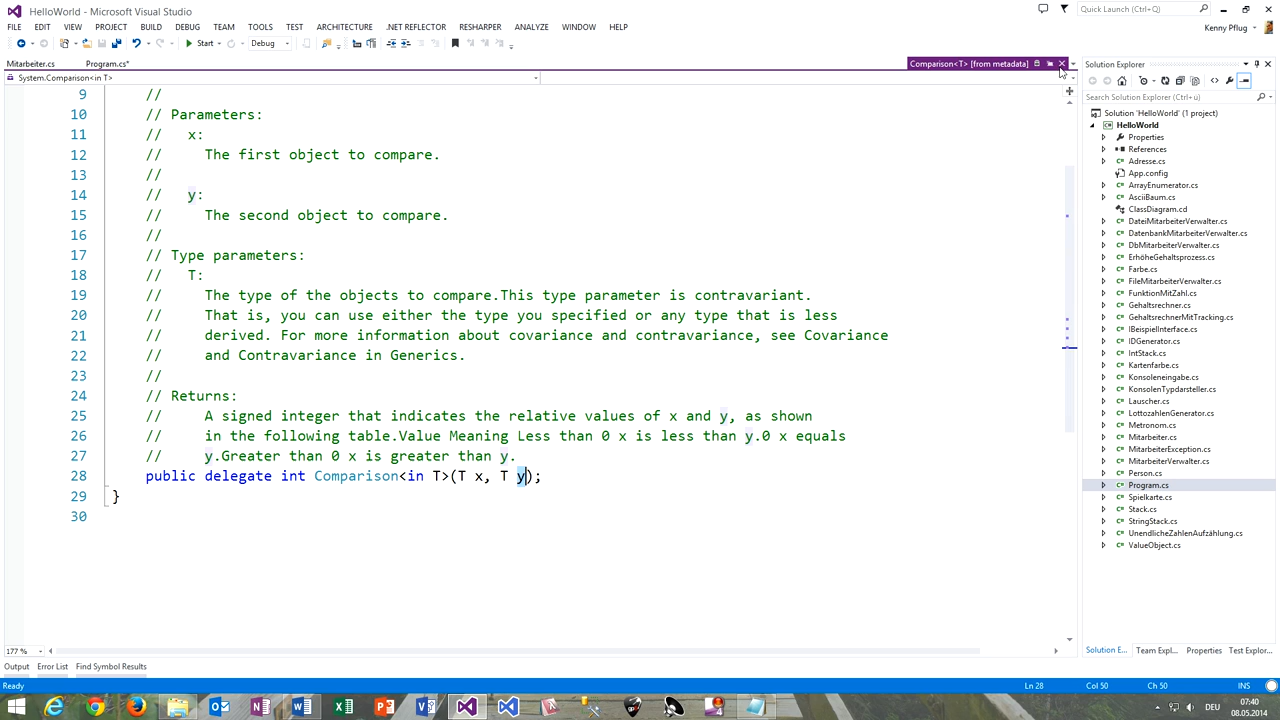 HelloWorld - Microsoft Visual Studio
Quick Launch (Ctrl+Q)
FILE EDIT VIEW PROJECT BUILD DEBUG TEAM TOOLS TEST ARCHITECTURE .NET REFLECTOR RESHARPER ANALYZE WINDOW HELP
Kenny Pflug
Start Debug
Mitarbeiter.cs Program.cs* Comparison<T> [from metadata]
System.Comparison<in T>
9 //
10 // Parameters:
11 // x:
12 // The first object to compare.
13 //
14 // y:
15 // The second object to compare.
16 //
17 // Type parameters:
18 // T:
19 // The type of the objects to compare.This type parameter is contravariant.
20 // That is, you can use either the type you specified or any type that is less
21 // derived. For more information about covariance and contravariance, see Covariance
22 // and Contravariance in Generics.
23 //
24 // Returns:
25 // A signed integer that indicates the relative values of x and y, as shown
26 // in the following table.Value Meaning Less than 0 x is less than y.0 x equals
27 // y.Greater than 0 x is greater than y.
28 public delegate int Comparison<in T>(T x, T y);
29 }
30
177 %
Solution Explorer
Search Solution Explorer (Ctrl+ü)
Solution 'HelloWorld' (1 project)
HelloWorld
Properties
References
Adresse.cs
App.config
ArrayEnumerator.cs
AsciiBaum.cs
ClassDiagram.cd
DateiMitarbeiterVerwalter.cs
DatenbankMitarbeiterVerwalter.cs
DbMitarbeiterVerwalter.cs
ErhöheGehaltsprozess.cs
Farbe.cs
FileMitarbeiterVerwalter.cs
FunktionMitZahl.cs
Gehaltsrechner.cs
GehaltsrechnerMitTracking.cs
IBeispielInterface.cs
IDGenerator.cs
IntStack.cs
Kartenfarbe.cs
Konsoleneingabe.cs
KonsolenTypdarsteller.cs
Lauscher.cs
LottozahlenGenerator.cs
Metronom.cs
Mitarbeiter.cs
MitarbeiterException.cs
MitarbeiterVerwalter.cs
Person.cs
Program.cs
Spielkarte.cs
Stack.cs
StringStack.cs
UnendlicheZahlenAufzählung.cs
ValueObject.cs
Solution E... Team Expl... Properties Test Explor...
Output Error List Find Symbol Results
Ready Ln 28 Col 50 Ch 50 INS
DEU
07:40
08.05.2014